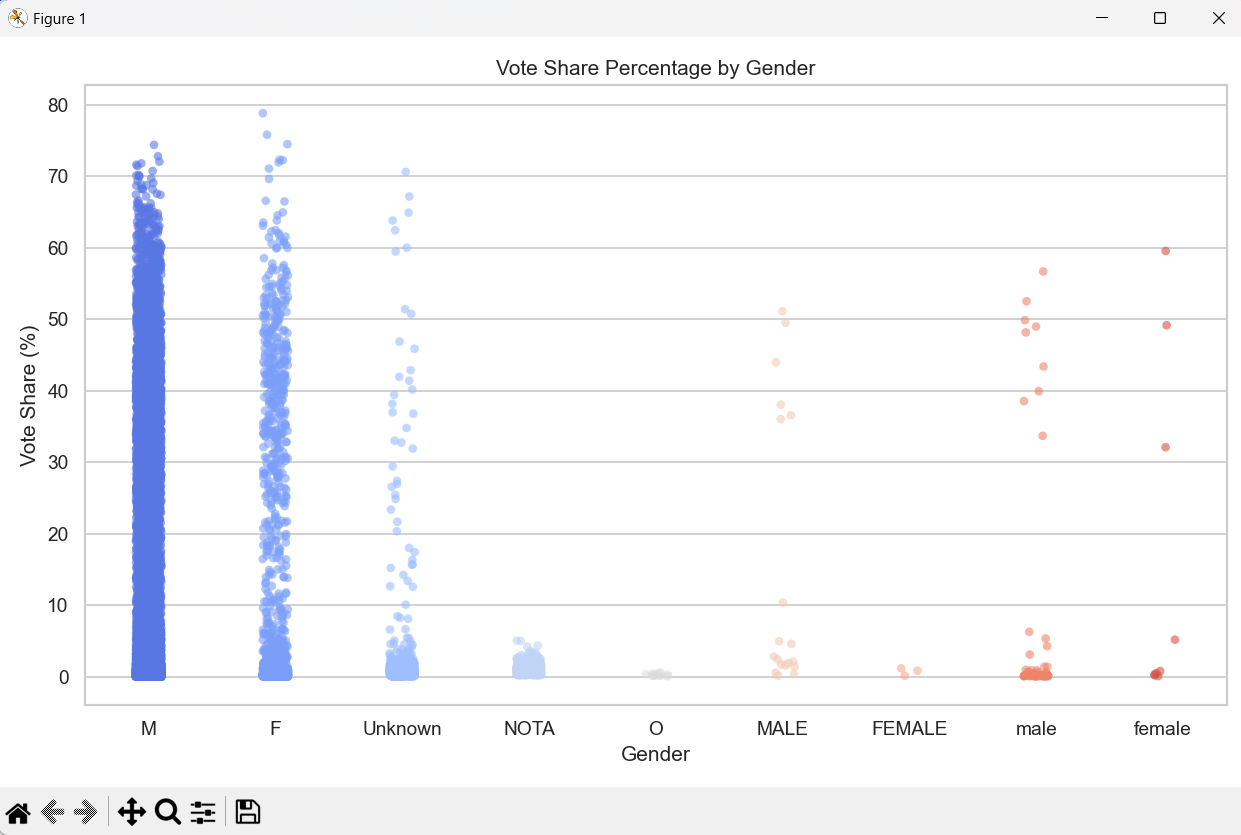 Figure 1
Vote Share Percentage by Gender
80
70
60
50
40
30
20
10
0
Vote Share (%)
M F Unknown NOTA O MALE FEMALE male female
Gender